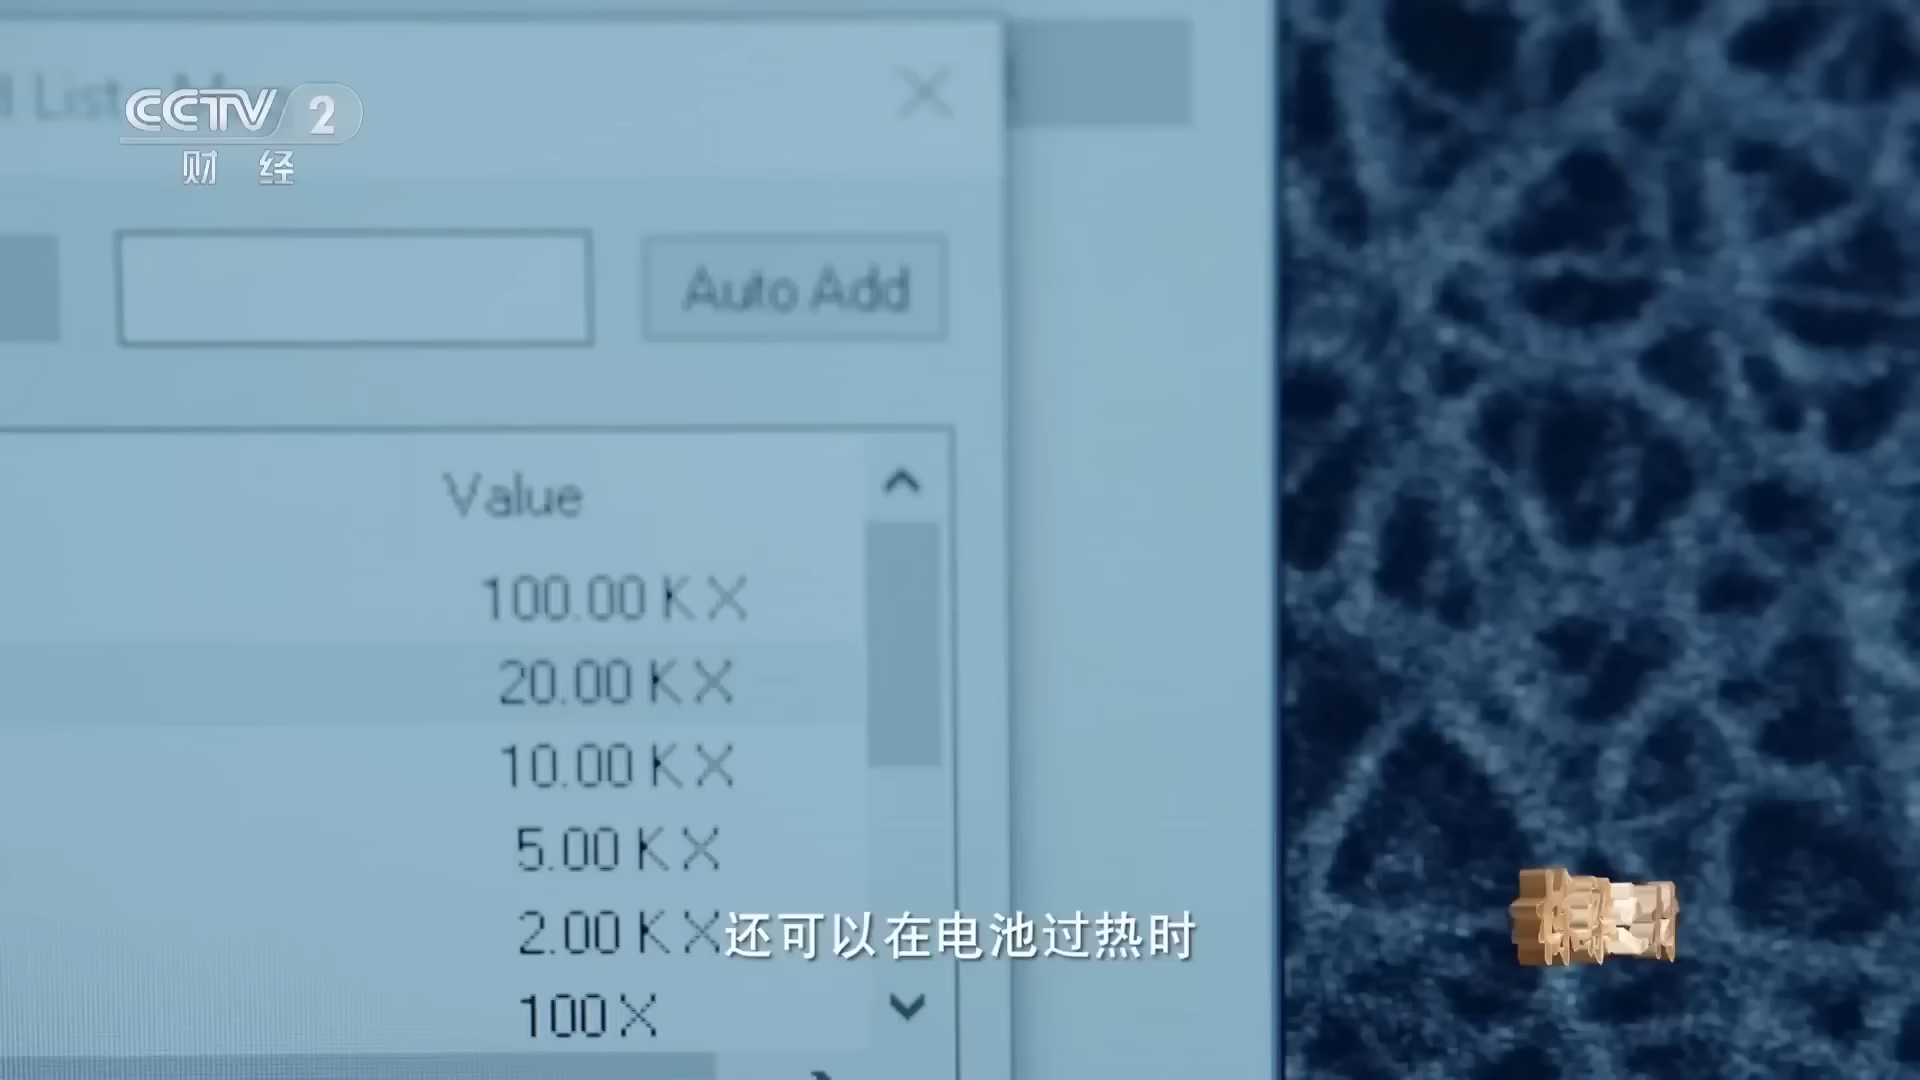 List
CCTV 2
财经
Auto Add
Value
100.00 K X
20.00 K X
10.00 K X
5.00 K X
2.00 K X
还可以在电池过热时
100 X